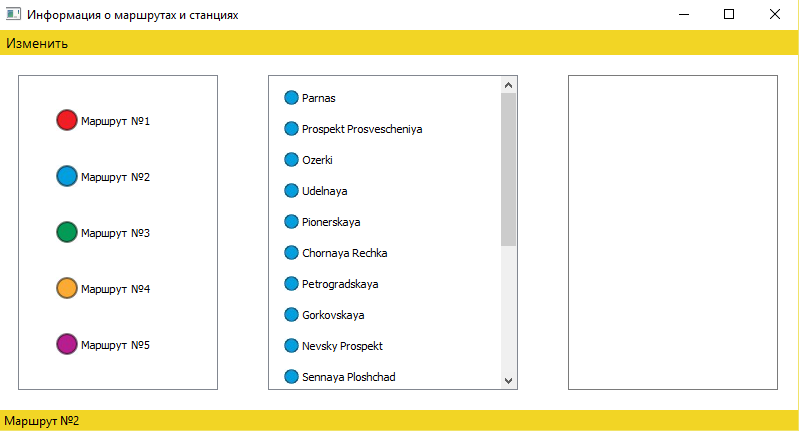 Информация о маршрутах и станциях
Изменить
Маршрут №1
Маршрут №2
Маршрут №3
Маршрут №4
Маршрут №5
Parnas
Prospekt Prosvescheniya
Ozerki
Udelnaya
Pionerskaya
Chornaya Rechka
Petrogradskaya
Gorkovskaya
Nevsky Prospekt
Sennaya Ploshchad
Маршрут №2